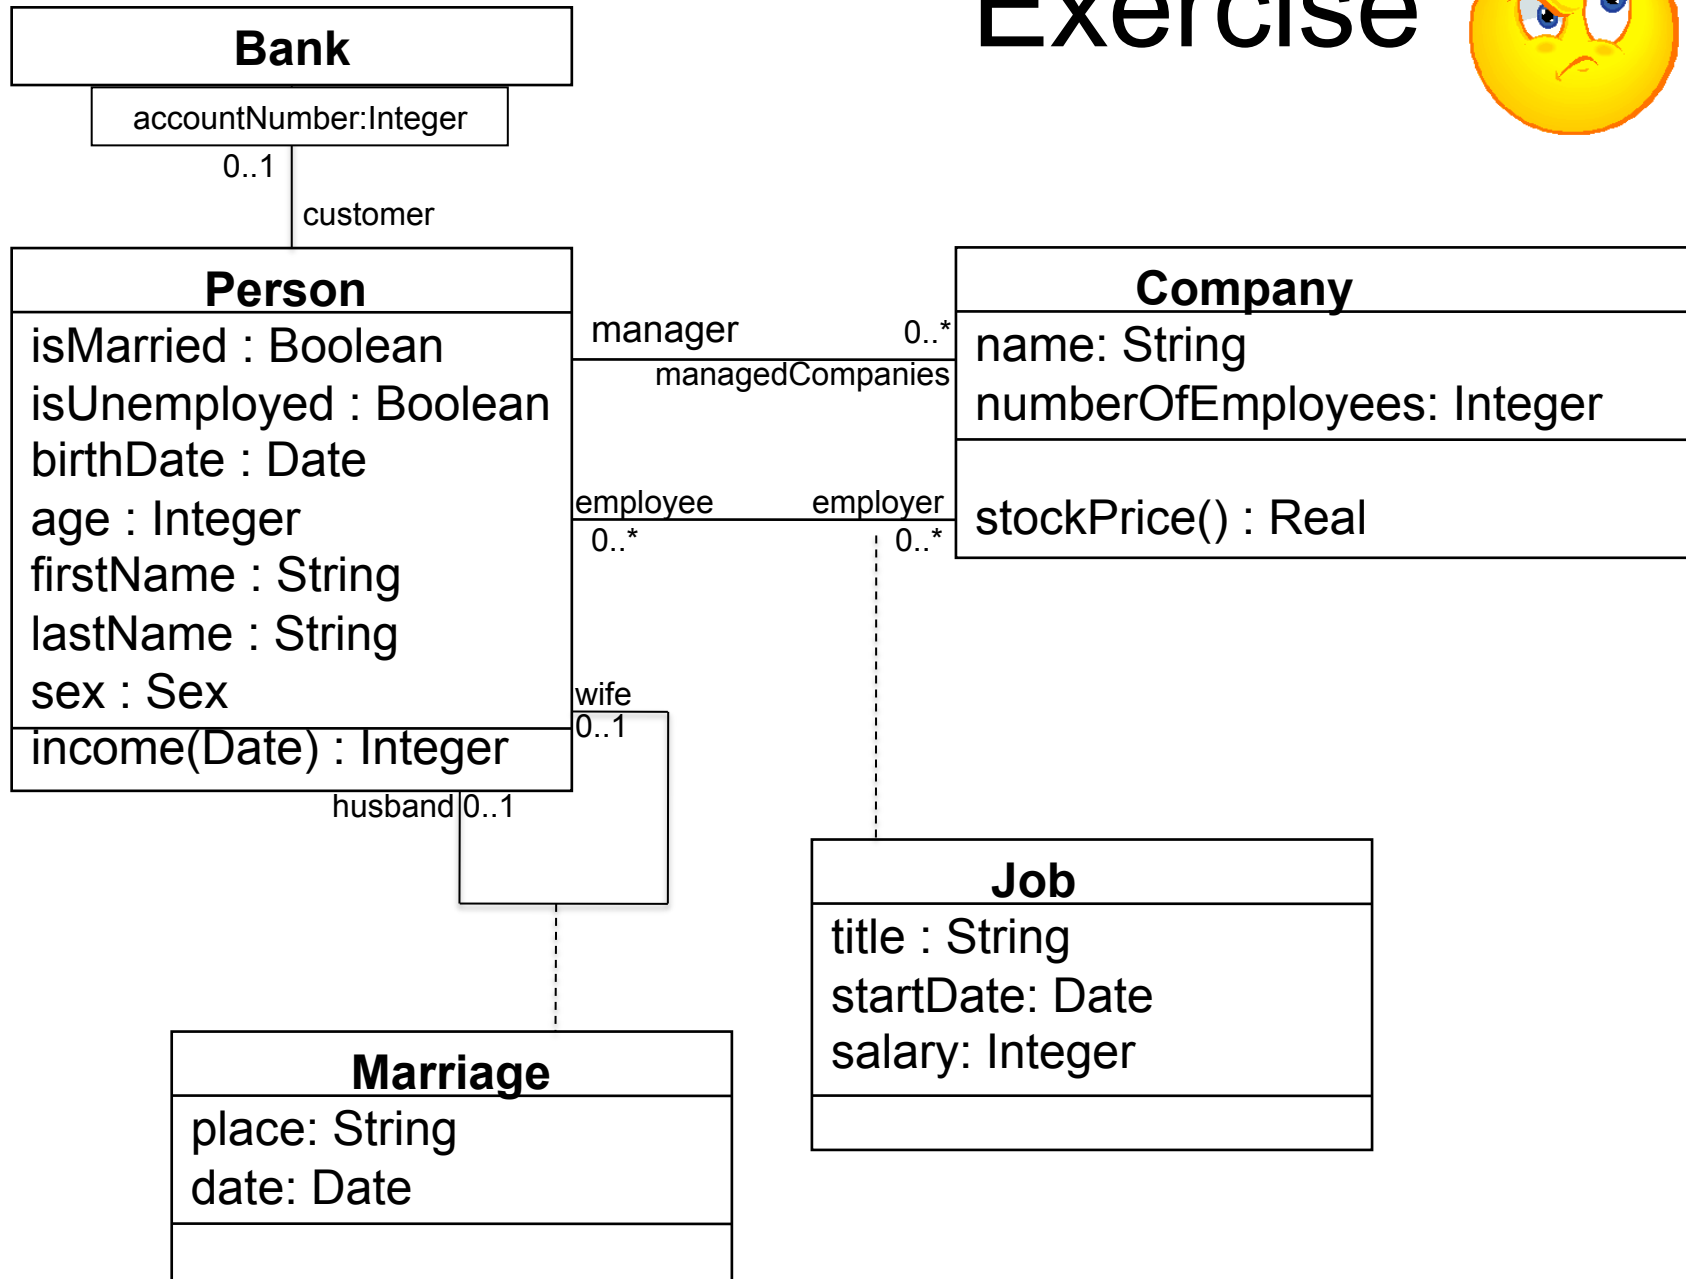 Exercise
Bank
accountNumber:Integer
0..1
customer
Person
isMarried : Boolean
isUnemployed : Boolean
birthDate : Date
age : Integer
firstName : String
lastName : String
sex : Sex
income(Date) : Integer
manager
0..*
managedCompanies
employee
employer
0..*
0..*
Company
name: String
numberOfEmployees: Integer
stockPrice() : Real
wife
0..1
husband 0..1
Job
title : String
startDate: Date
salary: Integer
Marriage
place: String
date: Date